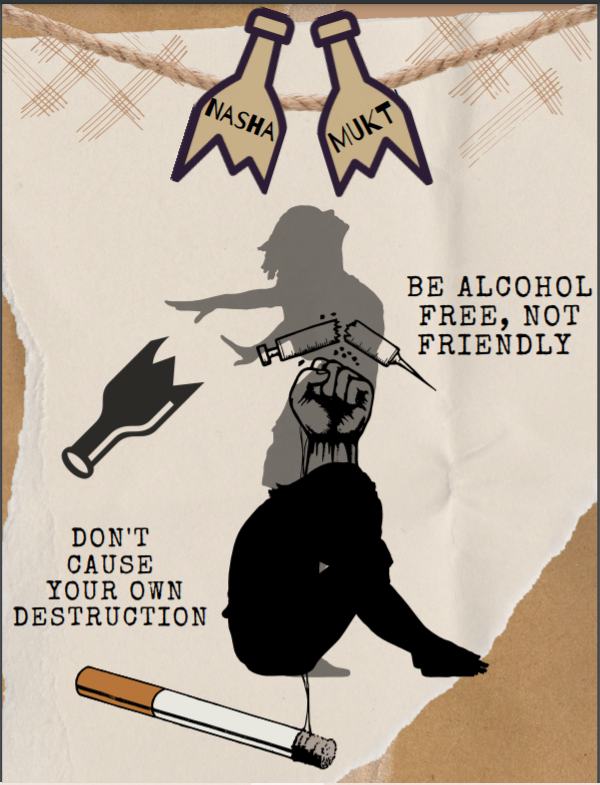 NASHA MUKT
BE ALCOHOL
FREE, NOT
FRIENDLY
DON'T
CAUSE
YOUR OWN
DESTRUCTION